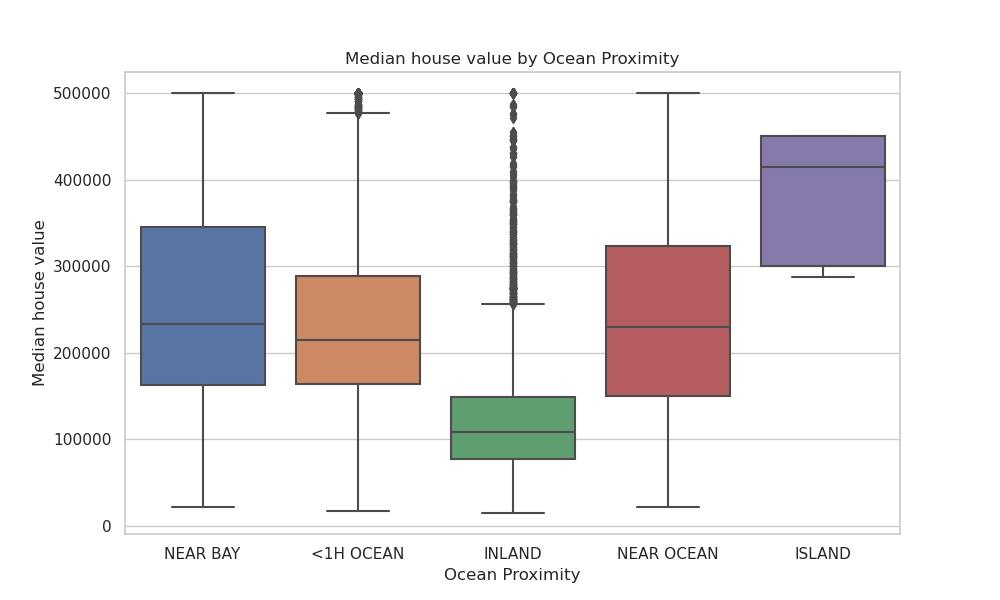 Median house value by Ocean Proximity
Median house value
500000
400000
300000
200000
100000
0
NEAR BAY
<1H OCEAN
INLAND
NEAR OCEAN
ISLAND
Ocean Proximity